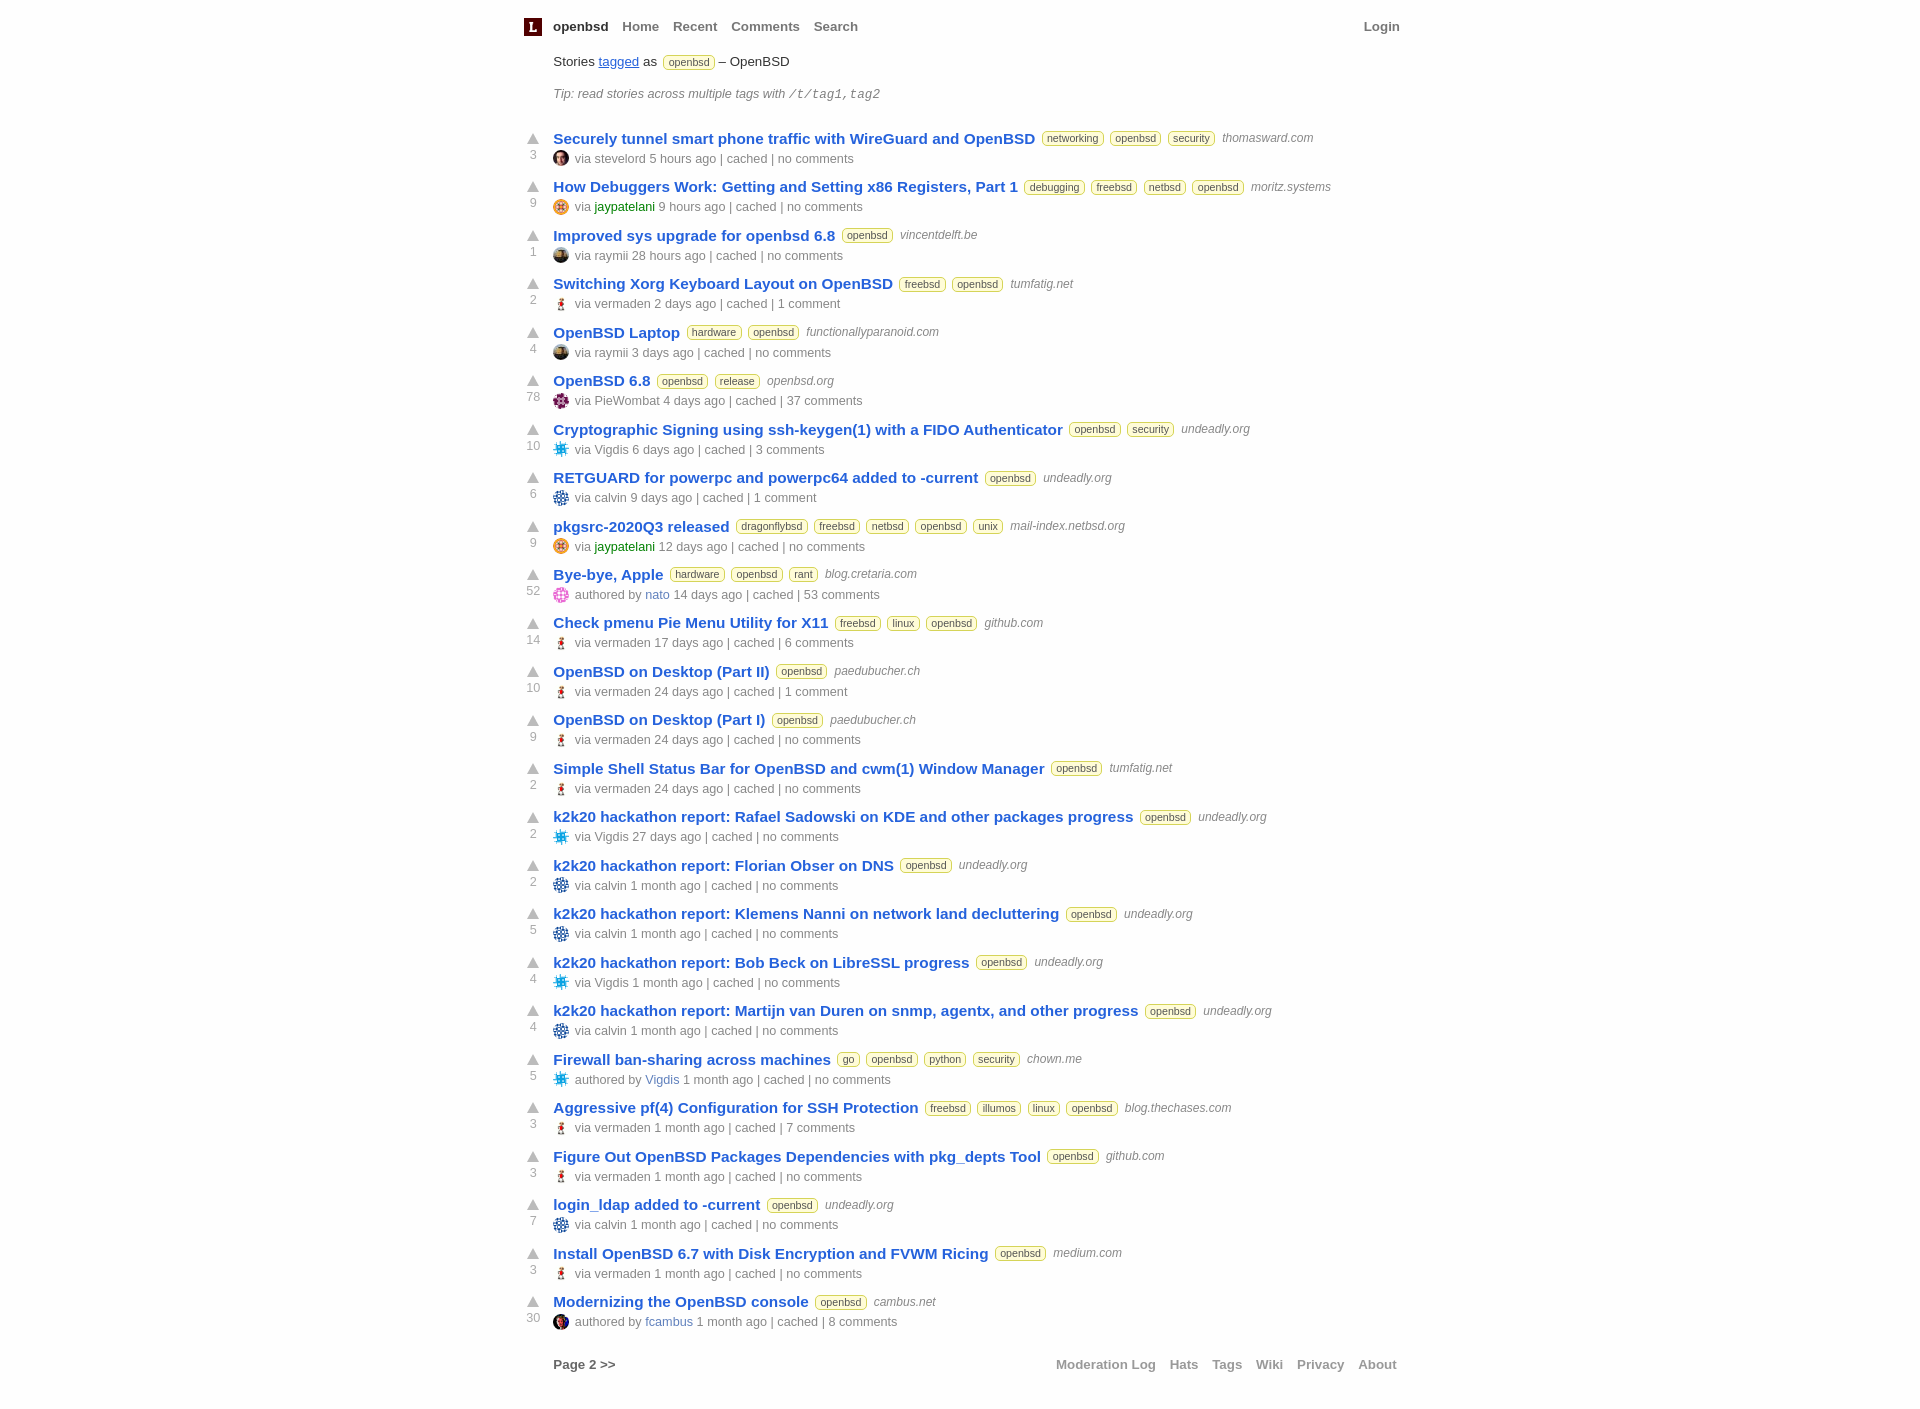 L openbsd Home Recent Comments Search Login
Stories tagged as openbsd – OpenBSD
Tip: read stories across multiple tags with /t/tag1,tag2
Securely tunnel smart phone traffic with WireGuard and OpenBSD networking openbsd security thomasward.com
3 via stevelord 5 hours ago | cached | no comments
How Debuggers Work: Getting and Setting x86 Registers, Part 1 debugging freebsd netbsd openbsd moritz.systems
9 via jaypatelani 9 hours ago | cached | no comments
Improved sys upgrade for openbsd 6.8 openbsd vincentdelft.be
1 via raymii 28 hours ago | cached | no comments
Switching Xorg Keyboard Layout on OpenBSD freebsd openbsd tumfatig.net
2 via vermaden 2 days ago | cached | 1 comment
OpenBSD Laptop hardware openbsd functionallyparanoid.com
4 via raymii 3 days ago | cached | no comments
OpenBSD 6.8 openbsd release openbsd.org
78 via PieWombat 4 days ago | cached | 37 comments
Cryptographic Signing using ssh-keygen(1) with a FIDO Authenticator openbsd security undeadly.org
10 via Vigdis 6 days ago | cached | 3 comments
RETGUARD for powerpc and powerpc64 added to -current openbsd undeadly.org
6 via calvin 9 days ago | cached | 1 comment
pkgsrc-2020Q3 released dragonflybsd freebsd netbsd openbsd unix mail-index.netbsd.org
9 via jaypatelani 12 days ago | cached | no comments
Bye-bye, Apple hardware openbsd rant blog.cretaria.com
52 authored by nato 14 days ago | cached | 53 comments
Check pmenu Pie Menu Utility for X11 freebsd linux openbsd github.com
14 via vermaden 17 days ago | cached | 6 comments
OpenBSD on Desktop (Part II) openbsd paedubucher.ch
10 via vermaden 24 days ago | cached | 1 comment
OpenBSD on Desktop (Part I) openbsd paedubucher.ch
9 via vermaden 24 days ago | cached | no comments
Simple Shell Status Bar for OpenBSD and cwm(1) Window Manager openbsd tumfatig.net
2 via vermaden 24 days ago | cached | no comments
k2k20 hackathon report: Rafael Sadowski on KDE and other packages progress openbsd undeadly.org
2 via Vigdis 27 days ago | cached | no comments
k2k20 hackathon report: Florian Obser on DNS openbsd undeadly.org
2 via calvin 1 month ago | cached | no comments
k2k20 hackathon report: Klemens Nanni on network land decluttering openbsd undeadly.org
5 via calvin 1 month ago | cached | no comments
k2k20 hackathon report: Bob Beck on LibreSSL progress openbsd undeadly.org
4 via Vigdis 1 month ago | cached | no comments
k2k20 hackathon report: Martijn van Duren on snmp, agentx, and other progress openbsd undeadly.org
4 via calvin 1 month ago | cached | no comments
Firewall ban-sharing across machines go openbsd python security chown.me
5 authored by Vigdis 1 month ago | cached | no comments
Aggressive pf(4) Configuration for SSH Protection freebsd illumos linux openbsd blog.thechases.com
3 via vermaden 1 month ago | cached | 7 comments
Figure Out OpenBSD Packages Dependencies with pkg_depts Tool openbsd github.com
3 via vermaden 1 month ago | cached | no comments
login_ldap added to -current openbsd undeadly.org
7 via calvin 1 month ago | cached | no comments
Install OpenBSD 6.7 with Disk Encryption and FVWM Ricing openbsd medium.com
3 via vermaden 1 month ago | cached | no comments
Modernizing the OpenBSD console openbsd cambus.net
30 authored by fcambus 1 month ago | cached | 8 comments
Page 2 >> Moderation Log Hats Tags Wiki Privacy About